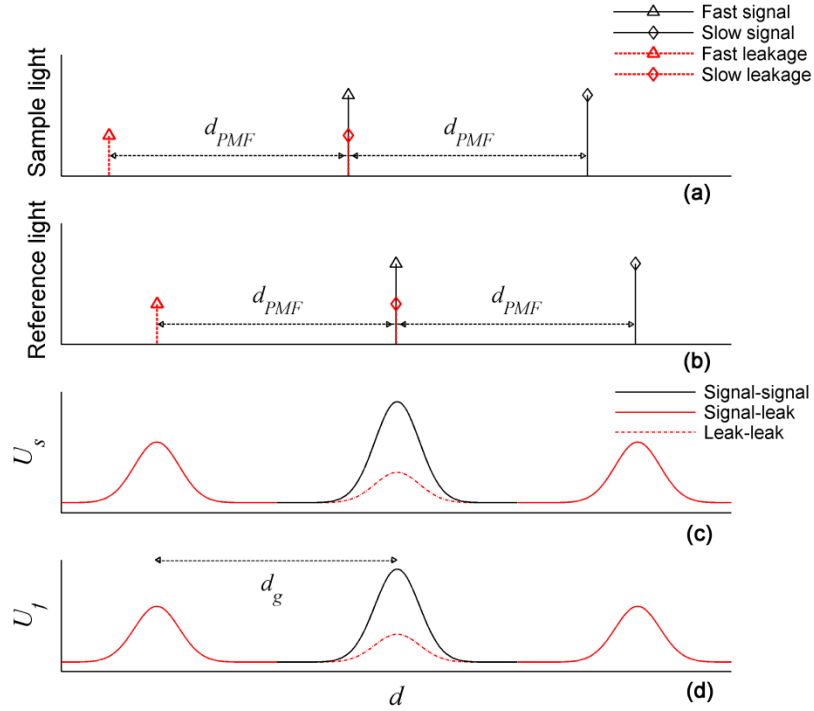 Fast signal
Slow signal
Fast leakage
Slow leakage
Sample light
d_PMF d_PMF
(a)
Reference light
d_PMF d_PMF
(b)
Signal-signal
Signal-leak
Leak-leak
U_s
(c)
d_g
U_f
(d)
d